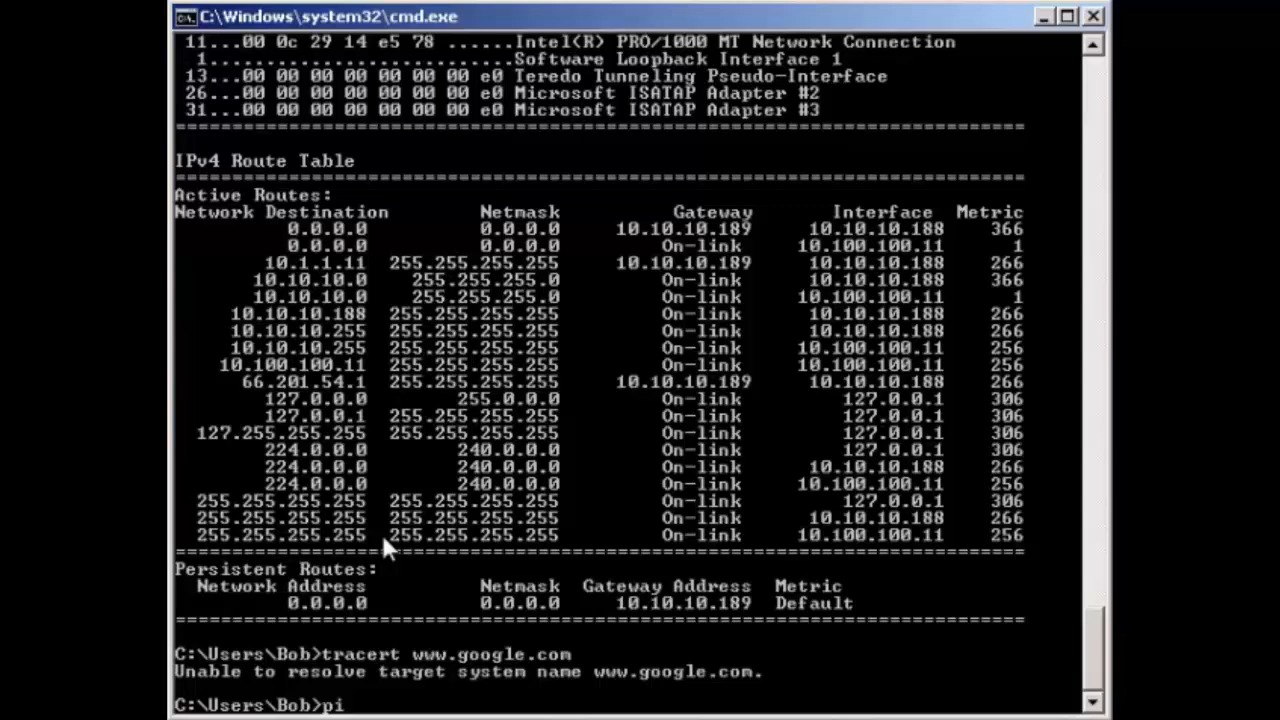 C:\Windows\system32\cmd.exe
11...00 0c 29 14 e5 78 ......Intel(R) PRO/1000 MT Network Connection
1...........................Software Loopback Interface 1
13...00 00 00 00 00 00 00 e0 Teredo Tunneling Pseudo-Interface
26...00 00 00 00 00 00 00 e0 Microsoft ISATAP Adapter #2
31...00 00 00 00 00 00 00 e0 Microsoft ISATAP Adapter #3
===========================================================================
IPv4 Route Table
===========================================================================
Active Routes:
Network Destination Netmask Gateway Interface Metric
0.0.0.0 0.0.0.0 10.10.10.189 10.10.10.188 366
0.0.0.0 0.0.0.0 On-link 10.100.100.11 1
10.1.1.11 255.255.255.255 10.10.10.189 10.10.10.188 266
10.10.10.0 255.255.255.0 On-link 10.10.10.188 366
10.10.10.0 255.255.255.0 On-link 10.100.100.11 1
10.10.10.188 255.255.255.255 On-link 10.10.10.188 266
10.10.10.255 255.255.255.255 On-link 10.10.10.188 266
10.10.10.255 255.255.255.255 On-link 10.100.100.11 256
10.100.100.11 255.255.255.255 On-link 10.100.100.11 256
66.201.54.1 255.255.255.255 10.10.10.189 10.10.10.188 266
127.0.0.0 255.0.0.0 On-link 127.0.0.1 306
127.0.0.1 255.255.255.255 On-link 127.0.0.1 306
127.255.255.255 255.255.255.255 On-link 127.0.0.1 306
224.0.0.0 240.0.0.0 On-link 127.0.0.1 306
224.0.0.0 240.0.0.0 On-link 10.10.10.188 266
224.0.0.0 240.0.0.0 On-link 10.100.100.11 256
255.255.255.255 255.255.255.255 On-link 127.0.0.1 306
255.255.255.255 255.255.255.255 On-link 10.10.10.188 266
255.255.255.255 255.255.255.255 On-link 10.100.100.11 256
===========================================================================
Persistent Routes:
Network Address Netmask Gateway Address Metric
0.0.0.0 0.0.0.0 10.10.10.189 Default
===========================================================================
C:\Users\Bob>tracert www.google.com
Unable to resolve target system name www.google.com.
C:\Users\Bob>pi